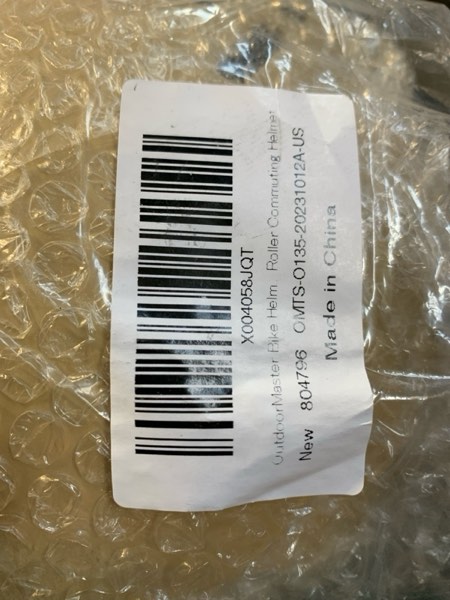 X004058JQT
OutdoorMaster Bike Helm Roller Commuting Helmet
New 804796 OMTS-O135-20231012A-US
Made in China